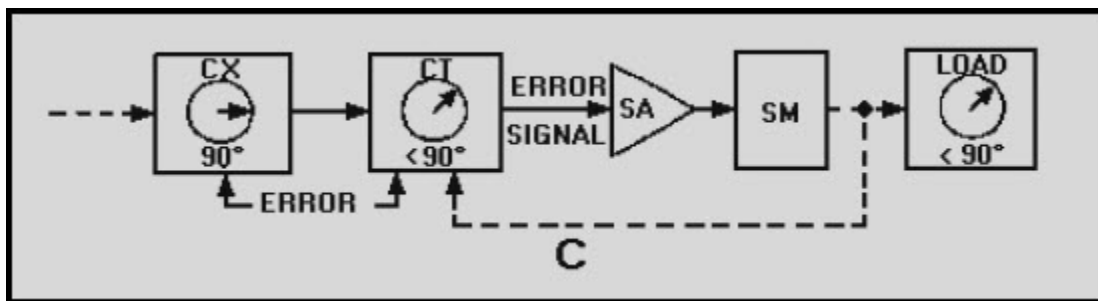 CX
90°
CT
<90°
ERROR
SIGNAL
SA
SM
LOAD
< 90°
ERROR
C